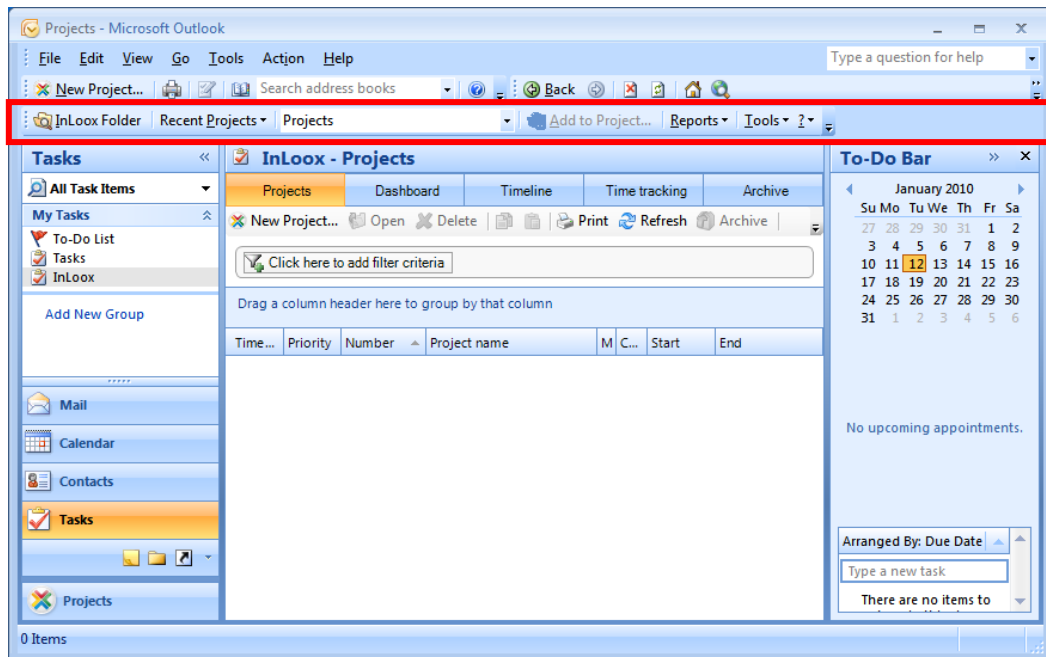 Projects - Microsoft Outlook
File Edit View Go Tools Action Help Type a question for help
New Project... Search address books Back
InLoox Folder Recent Projects Projects Add to Project... Reports Tools ?
Tasks
All Task Items
My Tasks
To-Do List
Tasks
InLoox
Add New Group
Mail
Calendar
Contacts
Tasks
Projects
InLoox - Projects
Projects Dashboard Timeline Time tracking Archive
New Project... Open Delete Print Refresh Archive
Click here to add filter criteria
Drag a column header here to group by that column
Time... Priority Number Project name M C... Start End
To-Do Bar
January 2010
Su Mo Tu We Th Fr Sa
27 28 29 30 31 1 2
3 4 5 6 7 8 9
10 11 12 13 14 15 16
17 18 19 20 21 22 23
24 25 26 27 28 29 30
31 1 2 3 4 5 6
No upcoming appointments.
Arranged By: Due Date
Type a new task
There are no items to
0 Items